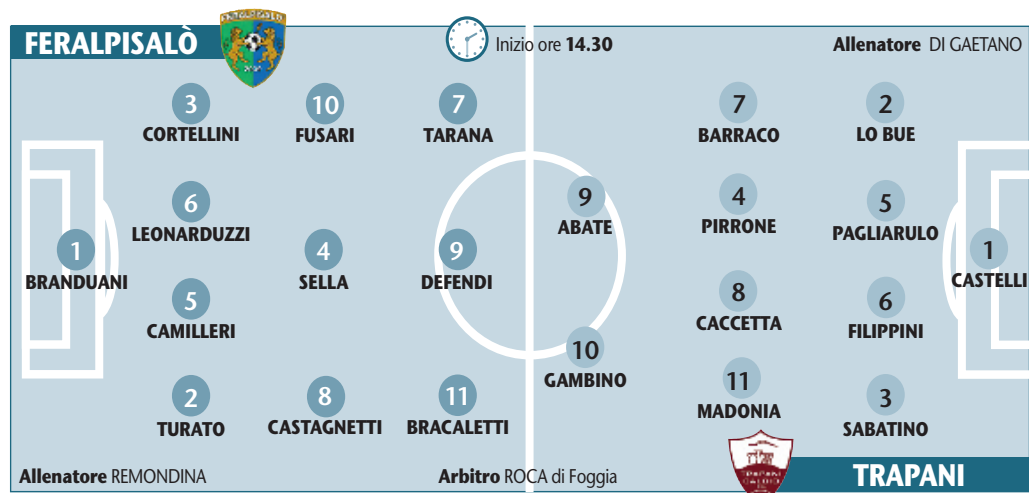 FERALPISALÒ
Inizio ore 14.30
Allenatore DI GAETANO
3
CORTELLINI
10
FUSARI
7
TARANA
7
BARRACO
2
LO BUE
6
LEONARDUZZI
9
ABATE
4
PIRRONE
5
PAGLIARULO
1
BRANDUANI
4
SELLA
9
DEFENDI
1
CASTELLI
5
CAMILLERI
8
CACCETTA
6
FILIPPINI
10
GAMBINO
2
TURATO
8
CASTAGNETTI
11
BRACALETTI
11
MADONIA
3
SABATINO
Allenatore REMONDINA
Arbitro ROCA di Foggia
TRAPANI